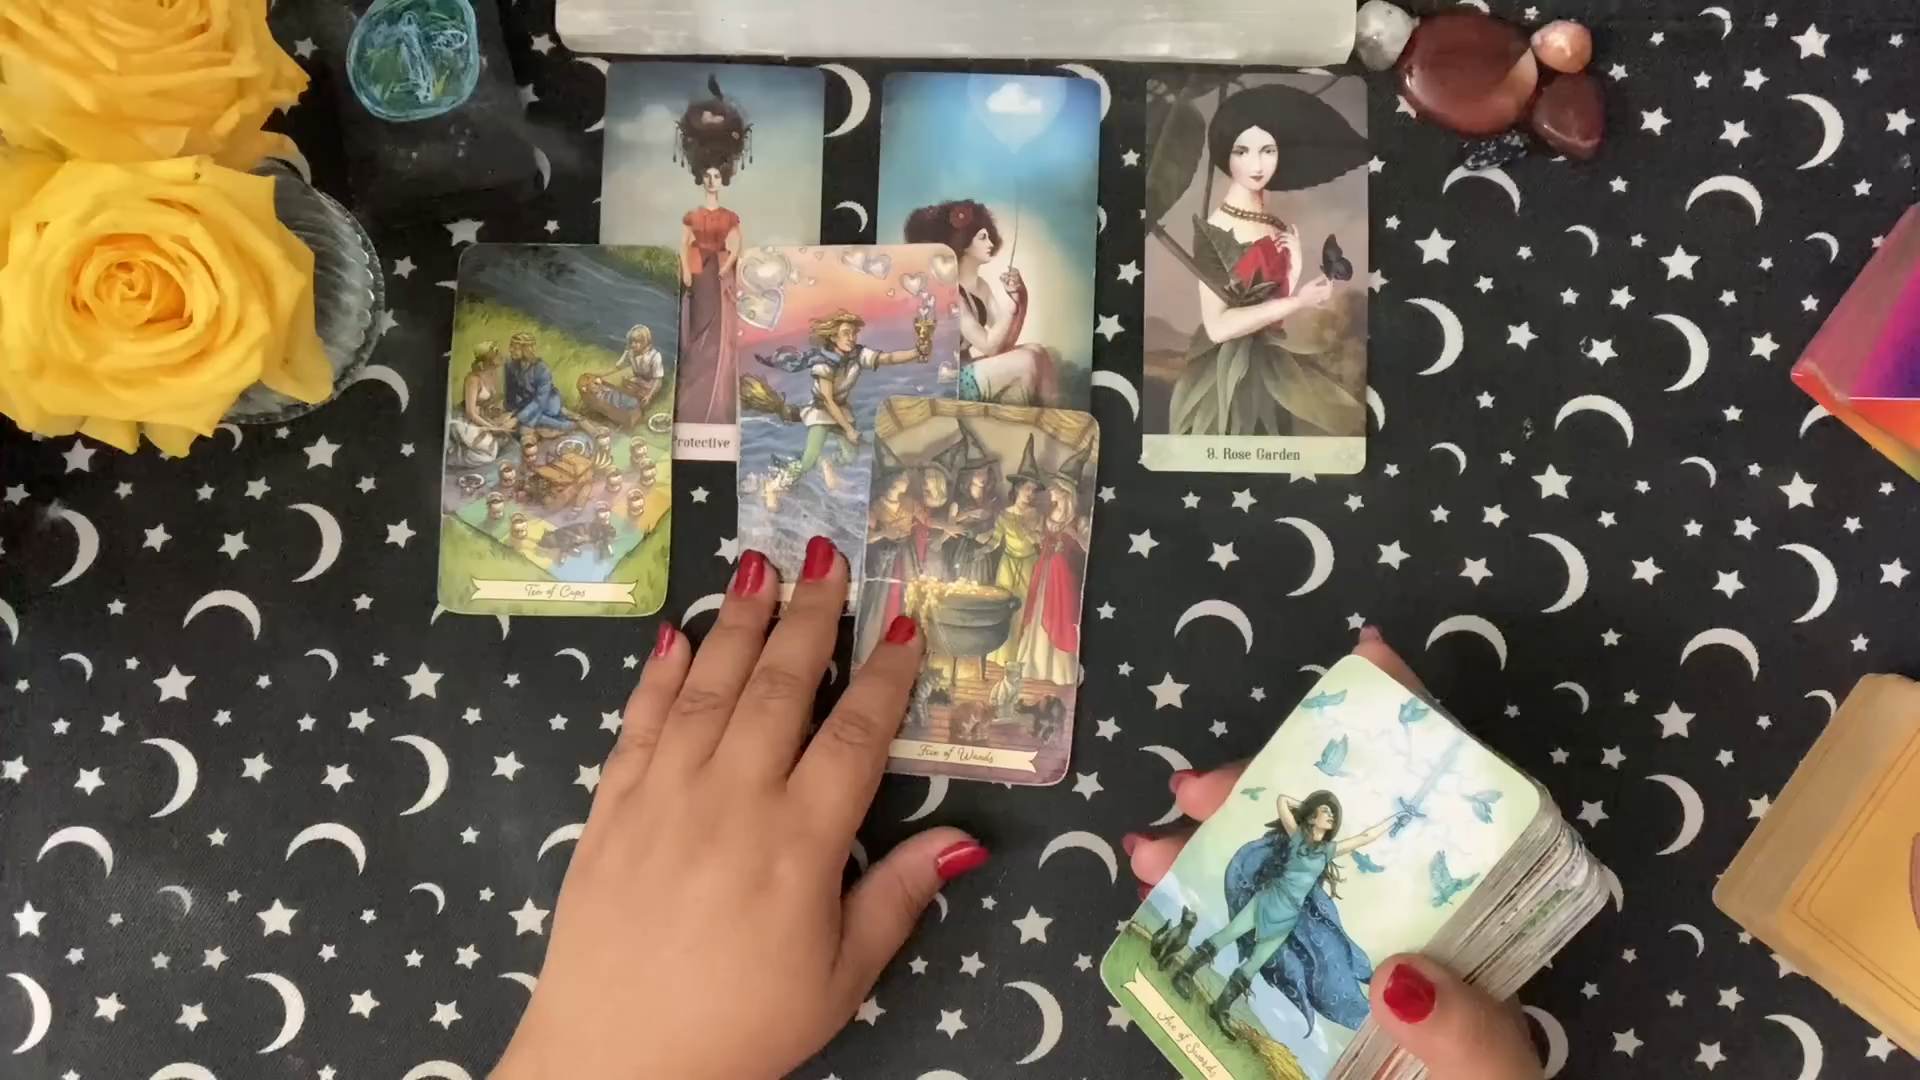 Protective
9. Rose Garden
Ten of Cups
Five of Wands
Ace of Swords